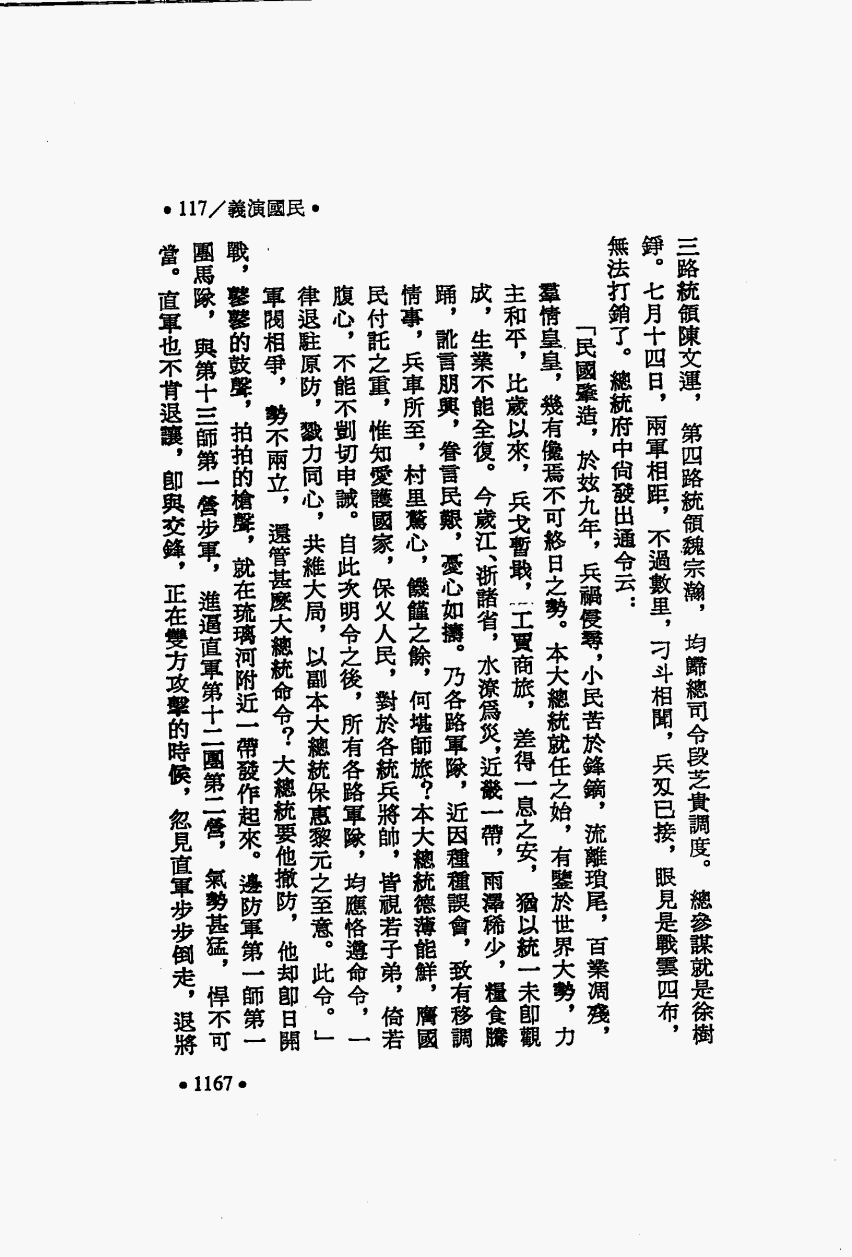 •117／義演國民•
三路統領陳文運，第四路統領魏宗瀚，均歸總司令段芝貴調度。總參謀就是徐樹
錚。七月十四日，兩軍相距，不過數里，刁斗相聞，兵刄已接，眼見是戰雲四布，
無法打銷了。總統府中尙發出通令云：
「民國肇造，於玆九年，兵禍侵尋，小民苦於鋒鏑，流離瑣尾，百業凋殘，
羣情皇皇，幾有儳焉不可終日之勢。本大總統就任之始，有鑒於世界大勢，力
主和平，比歲以來，兵戈暫戢，工賈商旅，差得一息之安，猶以統一未卽觀
成，生業不能全復。今歲江、浙諸省，水潦爲災，近畿一帶，雨澤稀少，糧食騰
踊，訛言朋興，眷言民艱，憂心如擣。乃各路軍隊，近因種種誤會，致有移調
情事，兵車所至，村里驚心，饑饉之餘，何堪師旅？本大總統德薄能鮮，膺國
民付託之重，惟知愛護國家，保乂人民，對於各統兵將帥，皆視若子弟，倚若
腹心，不能不剴切申誡。自此次明令之後，所有各路軍隊，均應恪遵命令，一
律退駐原防，戮力同心，共維大局，以副本大總統保惠黎元之至意。此令。」
軍閥相爭，勢不兩立，還管甚麼大總統命令？大總統要他撤防，他却卽日開
戰，鼕鼕的鼓聲，拍拍的槍聲，就在琉璃河附近一帶發作起來。邊防軍第一師第一
團馬隊，與第十三師第一營步軍，進逼直軍第十二團第二營，氣勢甚猛，悍不可
當。直軍也不肯退讓，卽與交鋒，正在雙方攻擊的時候，忽見直軍步步倒走，退將
•1167•